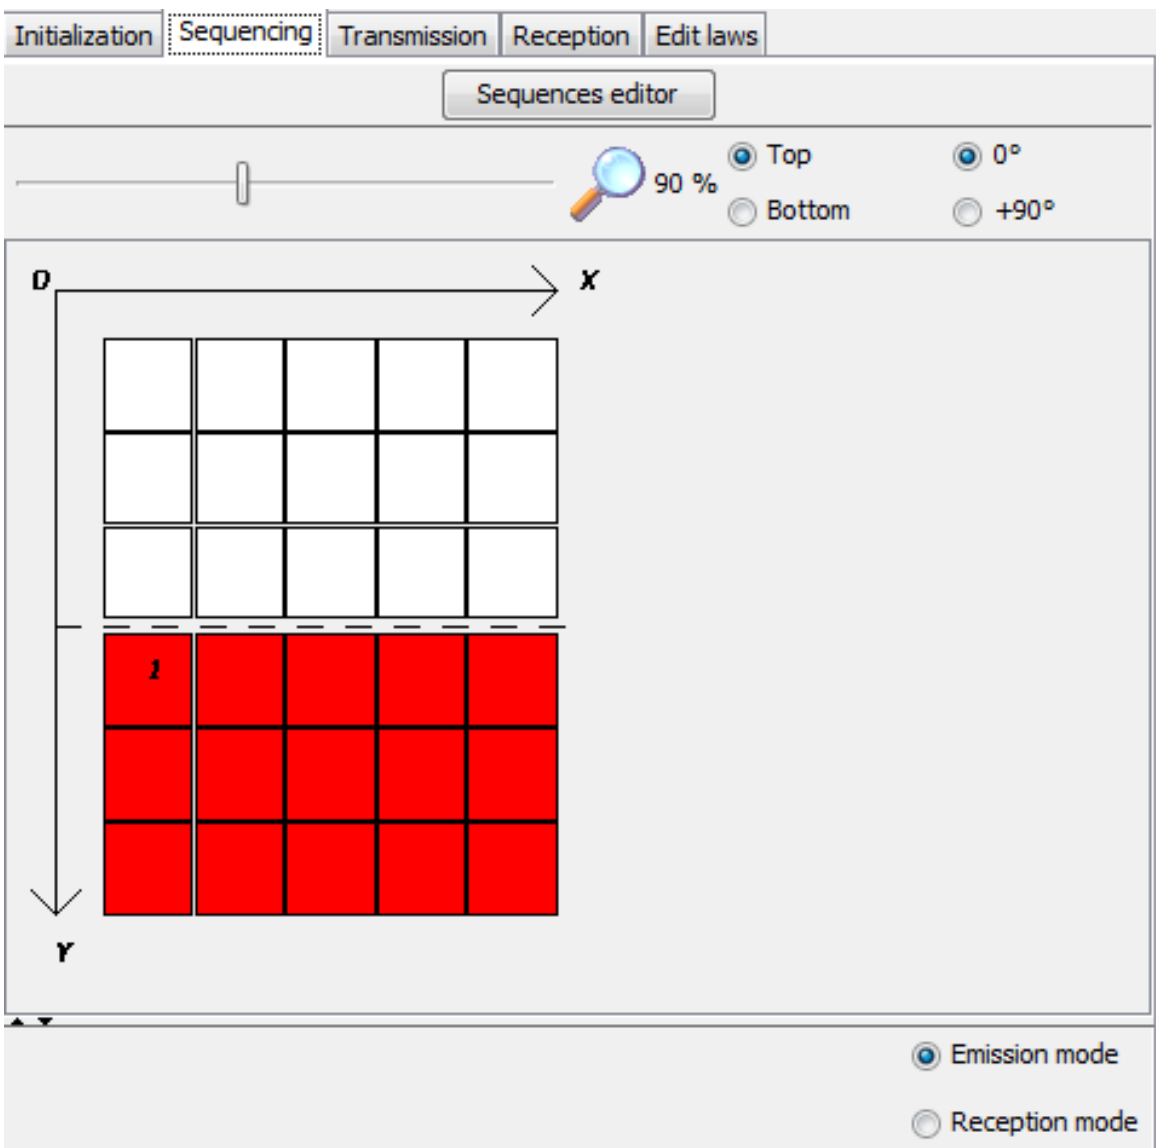 Initialization Sequencing Transmission Reception Edit laws
Sequences editor
90 % Top 0°
Bottom +90°
O X
1
Y
Emission mode
Reception mode